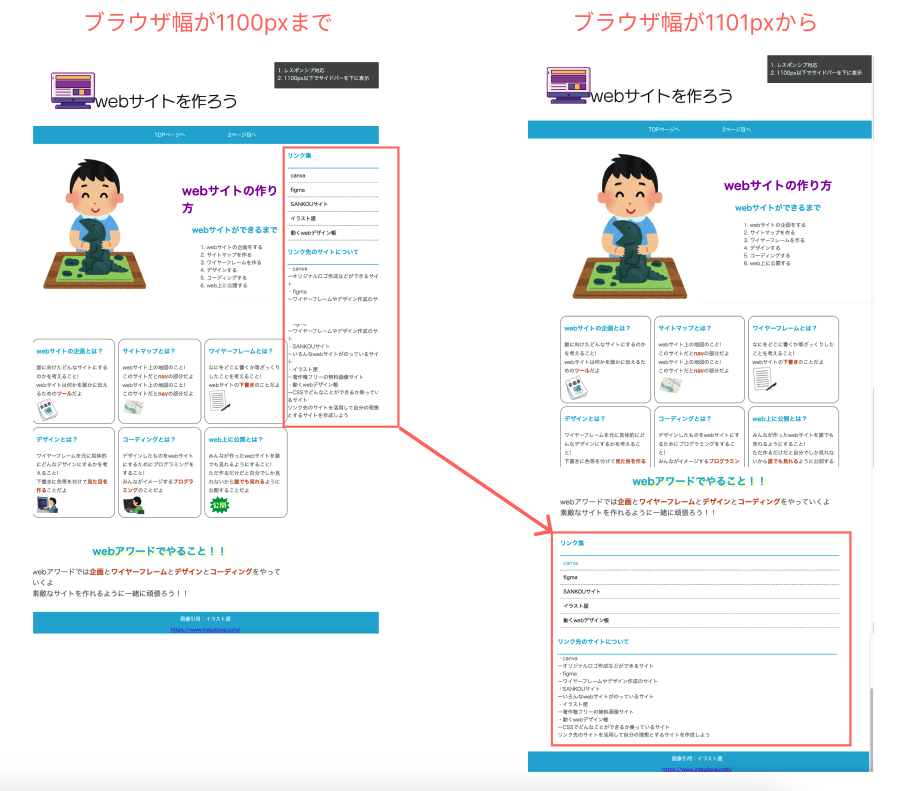 ブラウザ幅が1100pxまで
1. レスポンシブ対応
2. 1100px以下でサイドバーを下に表示
webサイトを作ろう
TOPページへ
2ページ目へ
webサイトの作り
方
webサイトができるまで
1. webサイトの企画をする
2. サイトマップを作る
3. ワイヤーフレームを作る
4. デザインする
5. コーディングする
6. web上に公開する
リンク集
canva
figma
SANKOUサイト
イラスト屋
動くwebデザイン帳
リンク先のサイトについて
・canva
ーオリジナルロゴ作成などができるサイ
ト
・figma
ーワイヤーフレームやデザイン作成のサ
ーワイヤーフレームやデザイン作成のサイ
ト
・SANKOUサイト
ーいろんなwebサイトがのっているサイ
ト
・イラスト屋
ー著作権フリーの無料画像サイト
・動くwebデザイン帳
ーCSSでどんなことができるか乗ってい
るサイト
リンク先のサイトを活用して自分の理想
とするサイトを作成しよう
webサイトの企画とは？
誰に向けたどんなサイトにするのか
を考えること!
webサイトは何かを誰かに伝え
るためのツールだよ
サイトマップとは？
webサイト上の地図のこと!
このサイトだとnavの部分だよ
webサイト上の地図のこと!
このサイトだとnavの部分だよ
ワイヤーフレームとは？
なにをどこに書くか等ざっくり
したことを考えること!
webサイトの下書きのことだよ
デザインとは？
ワイヤーフレームを元に具体的
にどんなデザインにするかを考
えること!
下書きに色等を付けて見た目を
作ることだよ
コーディングとは？
デザインしたものをwebサイト
にするためにプログラミングを
すること!
みんながイメージするプログラ
ミングのことだよ
web上に公開とは？
みんなが作ったwebサイトを誰
でも見れるようにすること!
ただ作るだけだと自分でしか見
れないから誰でも見れるように
公開することだよ
公開
webアワードでやること！！
webアワードでは企画とワイヤーフレームとデザインとコーディングをやって
いくよ
素敵なサイトを作れるように一緒に頑張ろう！！
画像引用：イラスト屋
https://www.irasutoya.com/
ブラウザ幅が1101pxから
1. レスポンシブ対応
2. 1100px以下でサイドバーを下に表示
webサイトを作ろう
TOPページへ
2ページ目へ
webサイトの作り方
webサイトができるまで
1. webサイトの企画をする
2. サイトマップを作る
3. ワイヤーフレームを作る
4. デザインする
5. コーディングする
6. web上に公開する
webサイトの企画とは？
誰に向けたどんなサイトにするのか
を考えること!
webサイトは何かを誰かに伝えるた
めのツールだよ
サイトマップとは？
webサイト上の地図のこと!
このサイトだとnavの部分だよ
webサイト上の地図のこと!
このサイトだとnavの部分だよ
ワイヤーフレームとは？
なにをどこに書くか等ざっくりした
ことを考えること!
webサイトの下書きのことだよ
デザインとは？
ワイヤーフレームを元に具体的にど
んなデザインにするかを考えるこ
と!
下書きに色等を付けて見た目を作る
コーディングとは？
デザインしたものをwebサイトにす
るためにプログラミングをするこ
と!
みんながイメージするプログラミン
web上に公開とは？
みんなが作ったwebサイトを誰でも
見れるようにすること!
ただ作るだけだと自分でしか見れな
いから誰でも見れるように公開する
webアワードでやること！！
webアワードでは企画とワイヤーフレームとデザインとコーディングをやっていくよ
素敵なサイトを作れるように一緒に頑張ろう！！
リンク集
canva
figma
SANKOUサイト
イラスト屋
動くwebデザイン帳
リンク先のサイトについて
・canva
ーオリジナルロゴ作成などができるサイト
・figma
ーワイヤーフレームやデザイン作成のサイト
・SANKOUサイト
ーいろんなwebサイトがのっているサイト
・イラスト屋
ー著作権フリーの無料画像サイト
・動くwebデザイン帳
ーCSSでどんなことができるか乗っているサイト
リンク先のサイトを活用して自分の理想とするサイトを作成しよう
画像引用：イラスト屋
https://www.irasutoya.com/